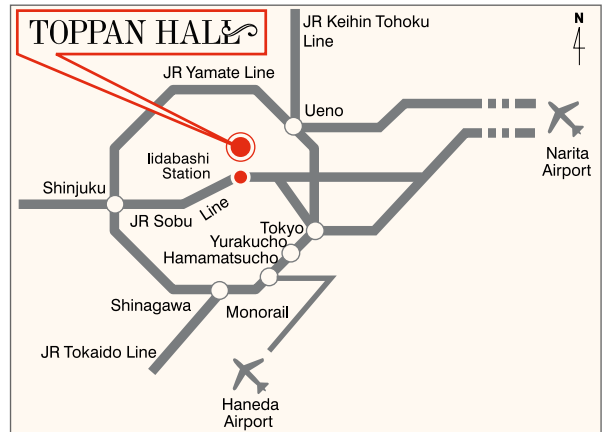 TOPPAN HALL
JR Keihin Tohoku
Line
N
JR Yamate Line
Ueno
Iidabashi
Station
Narita
Airport
Shinjuku
JR Sobu
Line
Tokyo
Yurakucho
Hamamatsucho
Shinagawa
Monorail
JR Tokaido Line
Haneda
Airport